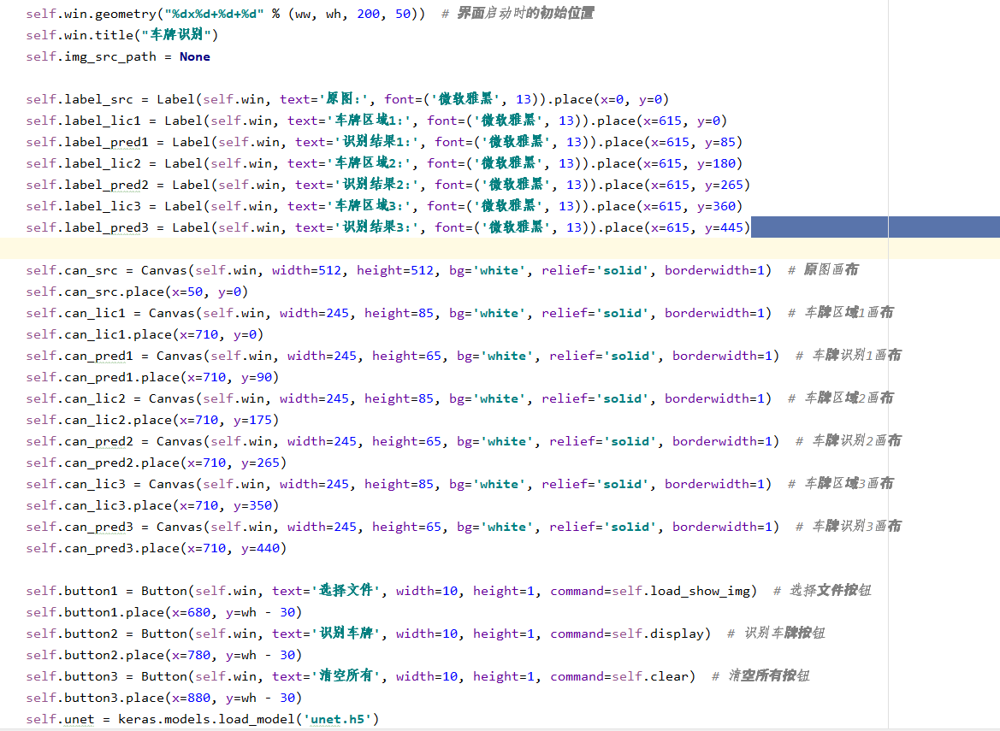 self.win.geometry("%dx%d+%d+%d" % (ww, wh, 200, 50))  # 界面启动时的初始位置
self.win.title("车牌识别")
self.img_src_path = None
self.label_src = Label(self.win, text='原图:', font=('微软雅黑', 13)).place(x=0, y=0)
self.label_lic1 = Label(self.win, text='车牌区域1:', font=('微软雅黑', 13)).place(x=615, y=0)
self.label_pred1 = Label(self.win, text='识别结果1:', font=('微软雅黑', 13)).place(x=615, y=85)
self.label_lic2 = Label(self.win, text='车牌区域2:', font=('微软雅黑', 13)).place(x=615, y=180)
self.label_pred2 = Label(self.win, text='识别结果2:', font=('微软雅黑', 13)).place(x=615, y=265)
self.label_lic3 = Label(self.win, text='车牌区域3:', font=('微软雅黑', 13)).place(x=615, y=360)
self.label_pred3 = Label(self.win, text='识别结果3:', font=('微软雅黑', 13)).place(x=615, y=445)
self.can_src = Canvas(self.win, width=512, height=512, bg='white', relief='solid', borderwidth=1)  # 原图画布
self.can_src.place(x=50, y=0)
self.can_lic1 = Canvas(self.win, width=245, height=85, bg='white', relief='solid', borderwidth=1)  # 车牌区域1画布
self.can_lic1.place(x=710, y=0)
self.can_pred1 = Canvas(self.win, width=245, height=65, bg='white', relief='solid', borderwidth=1)  # 车牌识别1画布
self.can_pred1.place(x=710, y=90)
self.can_lic2 = Canvas(self.win, width=245, height=85, bg='white', relief='solid', borderwidth=1)  # 车牌区域2画布
self.can_lic2.place(x=710, y=175)
self.can_pred2 = Canvas(self.win, width=245, height=65, bg='white', relief='solid', borderwidth=1)  # 车牌识别2画布
self.can_pred2.place(x=710, y=265)
self.can_lic3 = Canvas(self.win, width=245, height=85, bg='white', relief='solid', borderwidth=1)  # 车牌区域3画布
self.can_lic3.place(x=710, y=350)
self.can_pred3 = Canvas(self.win, width=245, height=65, bg='white', relief='solid', borderwidth=1)  # 车牌识别3画布
self.can_pred3.place(x=710, y=440)
self.button1 = Button(self.win, text='选择文件', width=10, height=1, command=self.load_show_img)  # 选择文件按钮
self.button1.place(x=680, y=wh - 30)
self.button2 = Button(self.win, text='识别车牌', width=10, height=1, command=self.display)  # 识别车牌按钮
self.button2.place(x=780, y=wh - 30)
self.button3 = Button(self.win, text='清空所有', width=10, height=1, command=self.clear)  # 清空所有按钮
self.button3.place(x=880, y=wh - 30)
self.unet = keras.models.load_model('unet.h5')